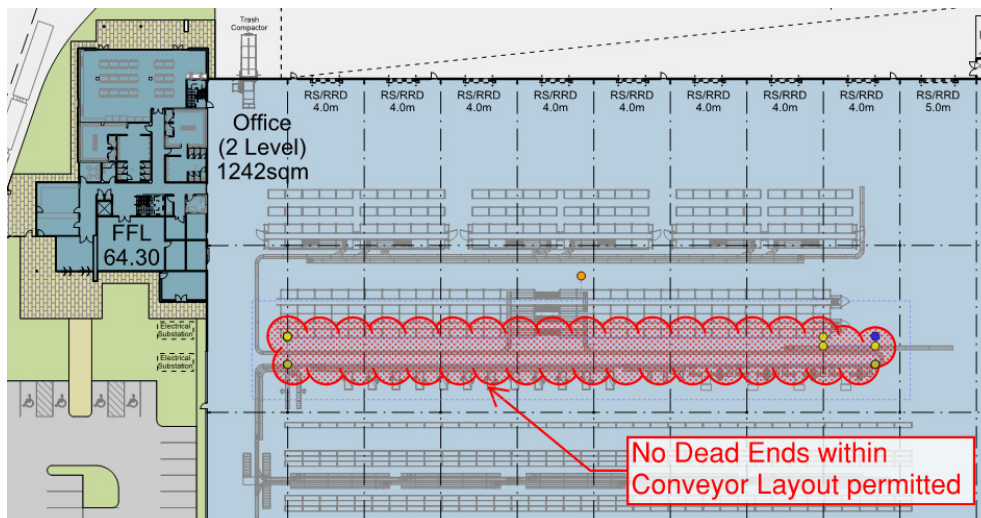 Trash
Compactor
RS/RRD
4.0m
RS/RRD
4.0m
RS/RRD
4.0m
RS/RRD
4.0m
RS/RRD
4.0m
RS/RRD
4.0m
RS/RRD
4.0m
RS/RRD
4.0m
RS/RRD
5.0m
Office
(2 Level)
1242sqm
FFL
64.30
Electrical
Substation
Electrical
Substation
No Dead Ends within
Conveyor Layout permitted